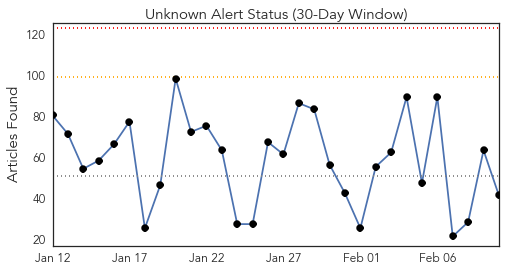 Unknown Alert Status (30-Day Window)
120
100
80
60
40
20
Articles Found
Jan 12 Jan 17 Jan 22 Jan 27 Feb 01 Feb 06